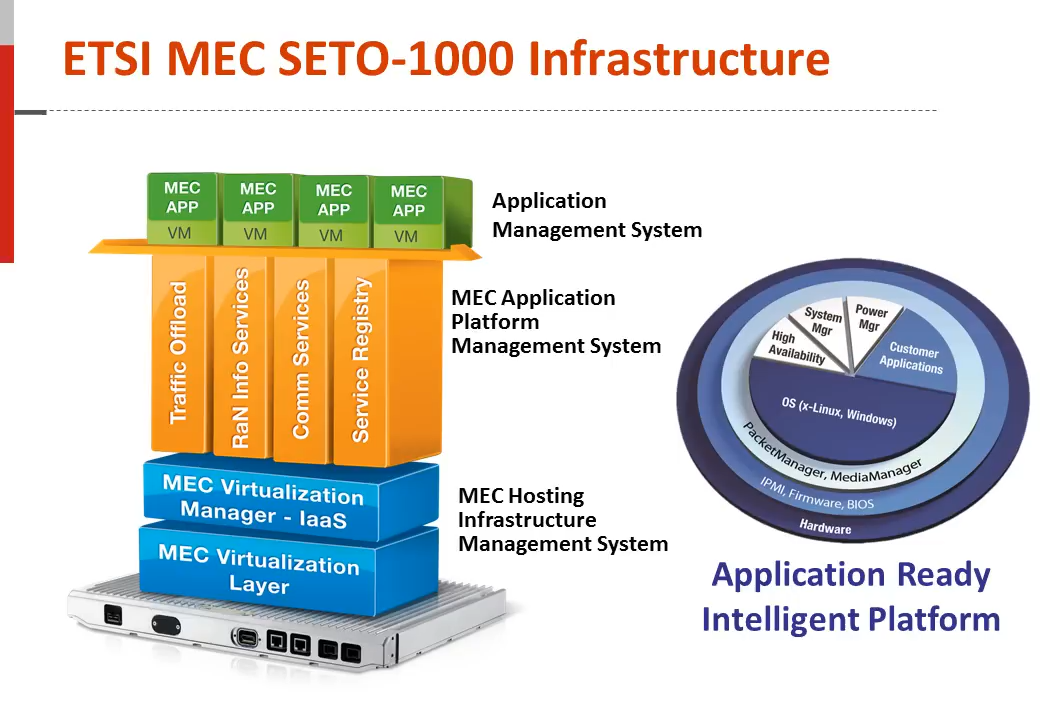 ETSI MEC SETO-1000 Infrastructure
MEC
APP
VM
MEC
APP
VM
MEC
APP
VM
MEC
APP
VM
Application
Management System
Traffic Offload
RaN Info Services
Comm Services
Service Registry
MEC Application
Platform
Management System
MEC Virtualization
Manager - IaaS
MEC Virtualization
Layer
MEC Hosting
Infrastructure
Management System
High
Availability
System
Mgr
Power
Mgr
Customer
Applications
OS (x-Linux, Windows)
PacketManager, MediaManager
IPMI, Firmware, BIOS
Hardware
Application Ready
Intelligent Platform